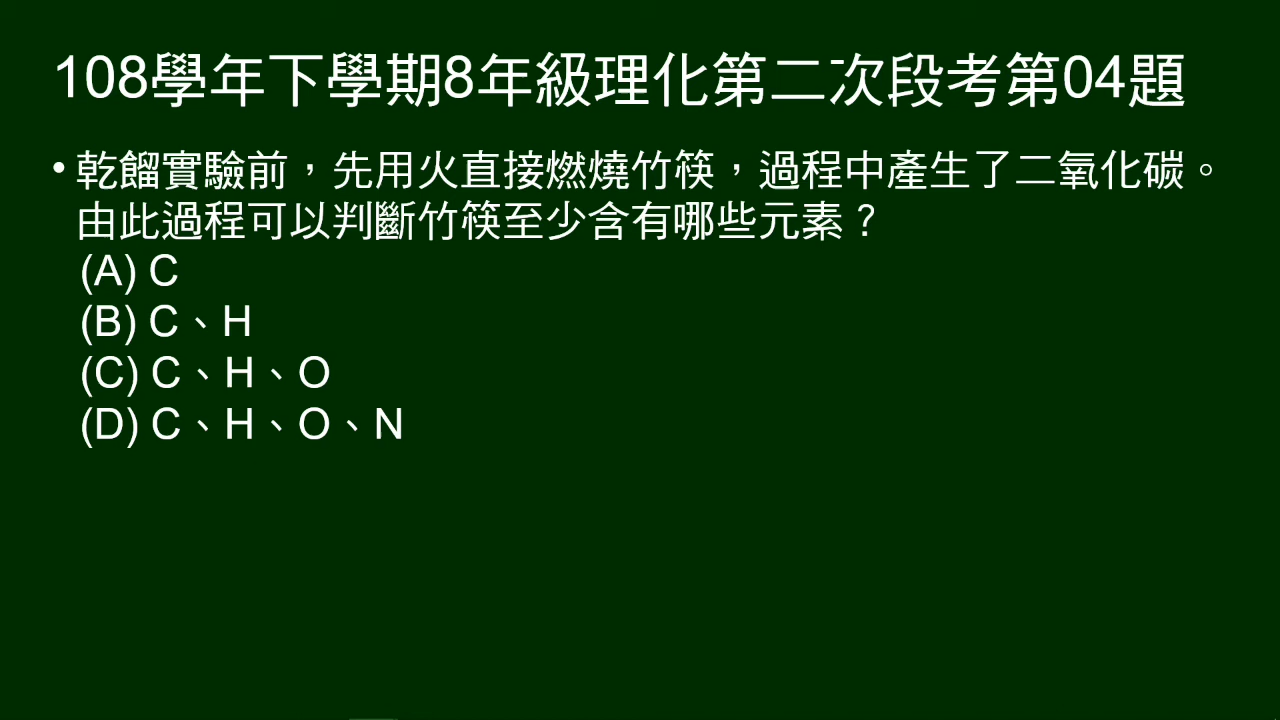 108學年下學期8年級理化第二次段考第04題
• 乾餾實驗前，先用火直接燃燒竹筷，過程中產生了二氧化碳。
由此過程可以判斷竹筷至少含有哪些元素？
(A) C
(B) C、H
(C) C、H、O
(D) C、H、O、N